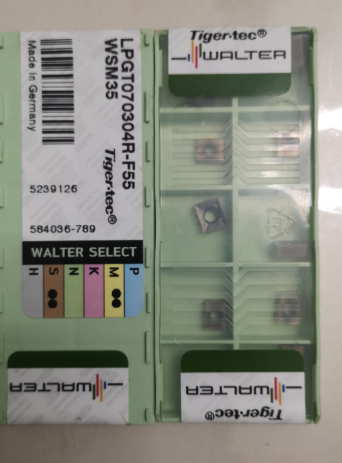 LPGT070304R-F55
WSM35
Tiger·tec®
Made in Germany
5239126
584036-789
WALTER SELECT
P
M
K
N
S
H
WALTER
Tiger·tec®
WALTER
WALTER
Tiger·tec®